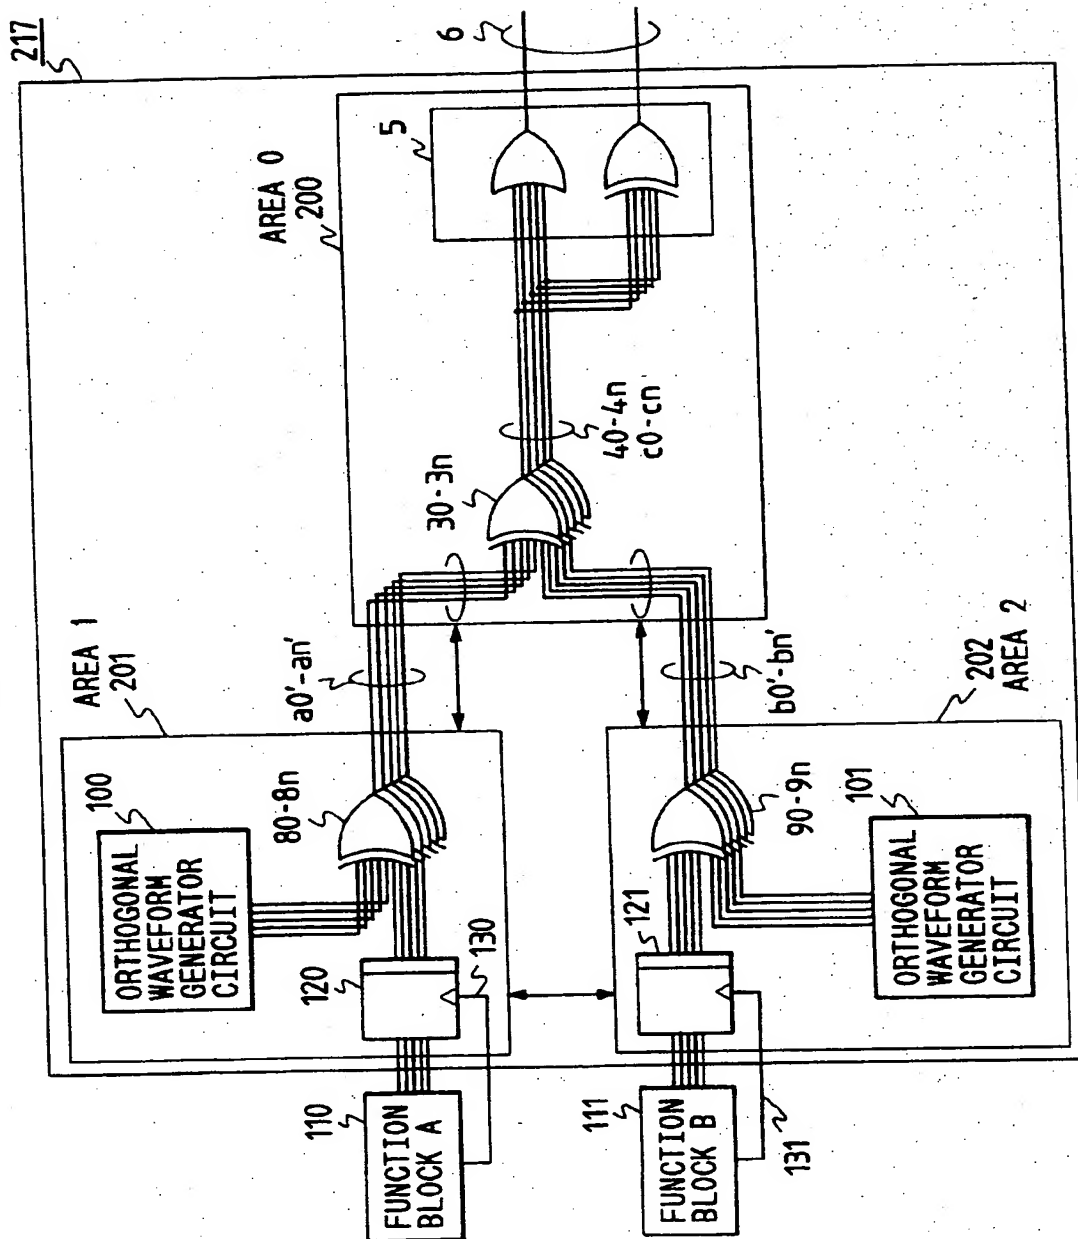 217
AREA 1
201
100
ORTHOGONAL
WAVEFORM
GENERATOR
CIRCUIT
80-8n
120
130
110
FUNCTION
BLOCK A
a0'-an'
AREA 0
200
5
6
30-3n
40-4n
c0-cn
b0'-bn'
202
AREA 2
90-9n
121
101
ORTHOGONAL
WAVEFORM
GENERATOR
CIRCUIT
111
FUNCTION
BLOCK B
131